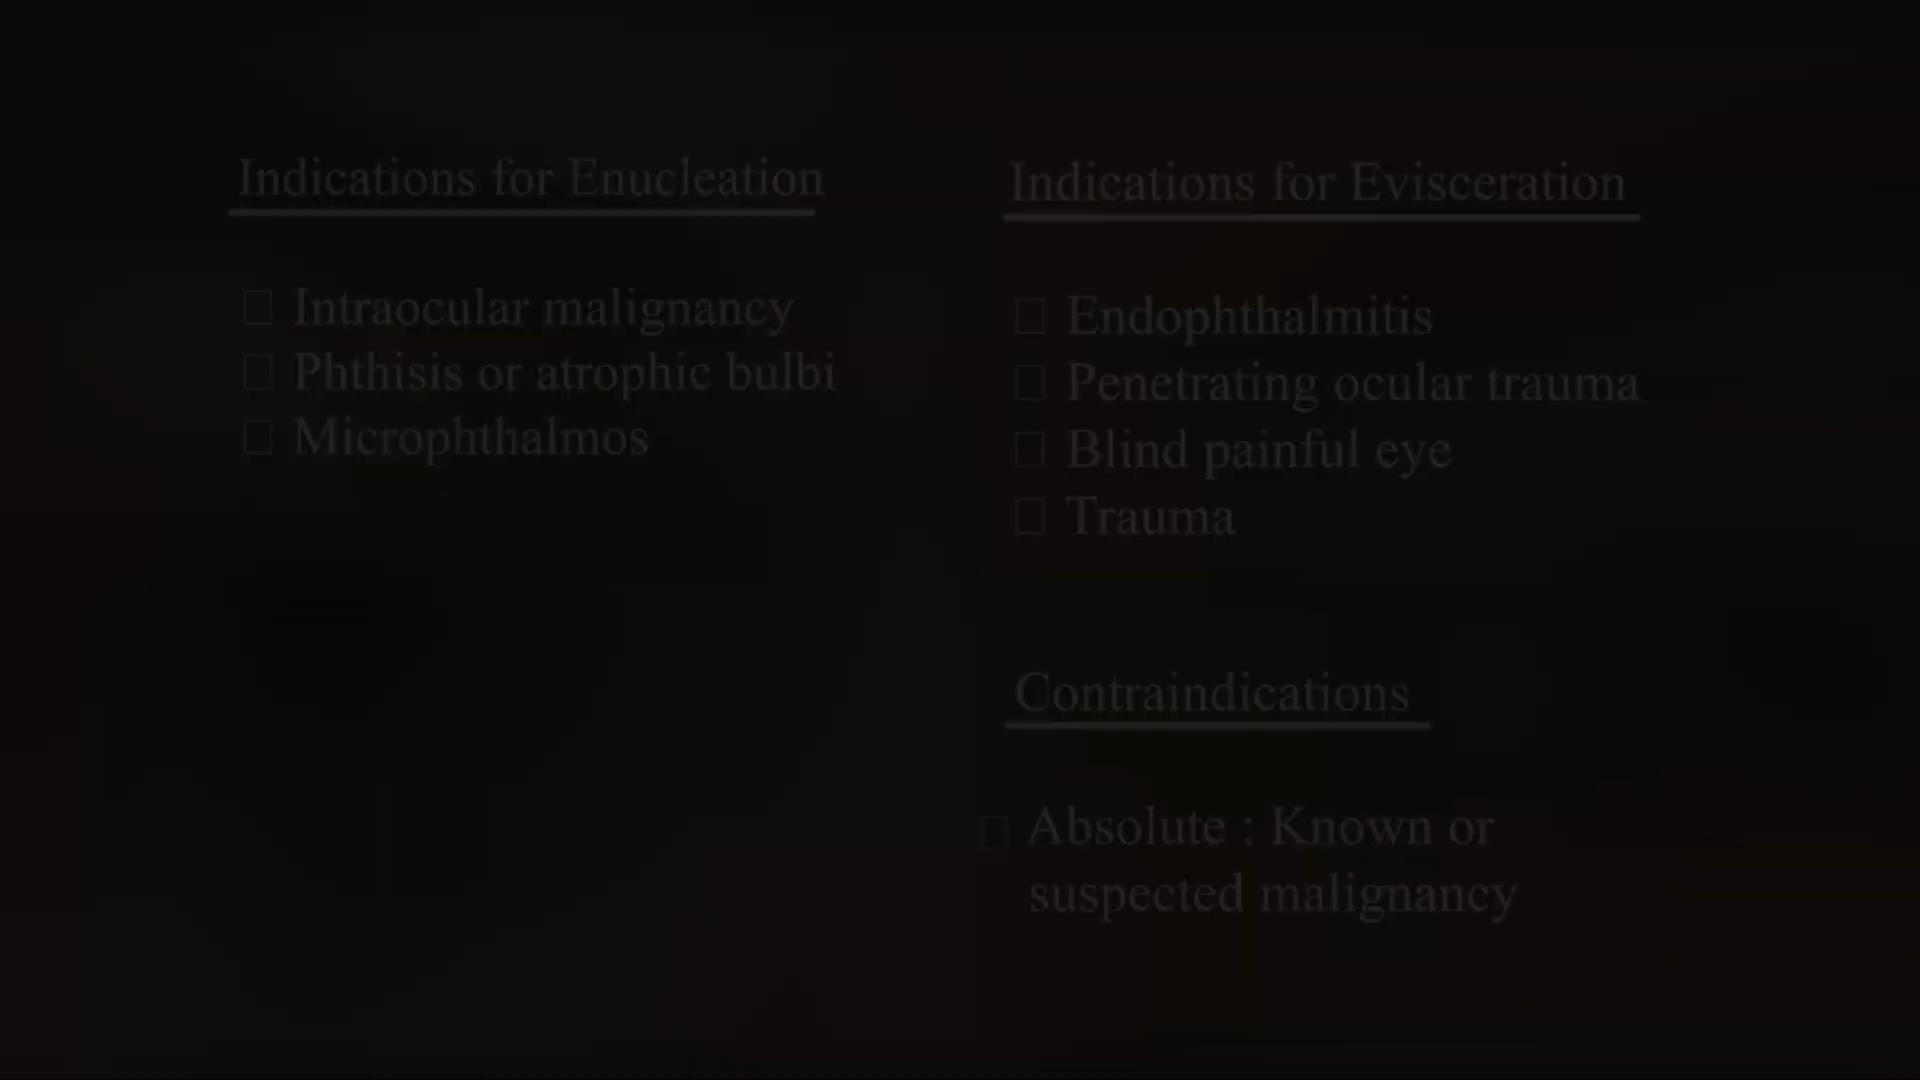 Indications for Enucleation
Intraocular malignancy
Phthisis or atrophic bulbi
Microphthalmos
Indications for Evisceration
Endophthalmitis
Penetrating ocular trauma
Blind painful eye
Trauma
Contraindications
Absolute : Known or
suspected malignancy